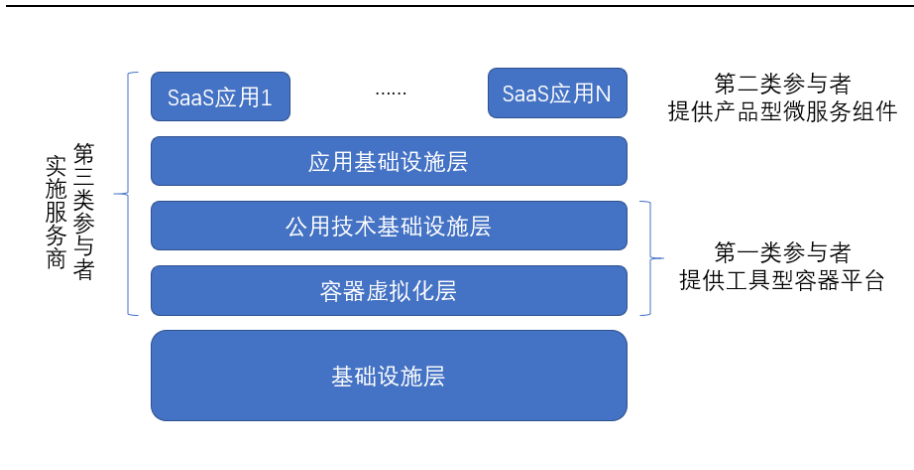 第三类参与者
实施服务商
SaaS应用1
……
SaaS应用N
应用基础设施层
公用技术基础设施层
容器虚拟化层
基础设施层
第二类参与者
提供产品型微服务组件
第一类参与者
提供工具型容器平台